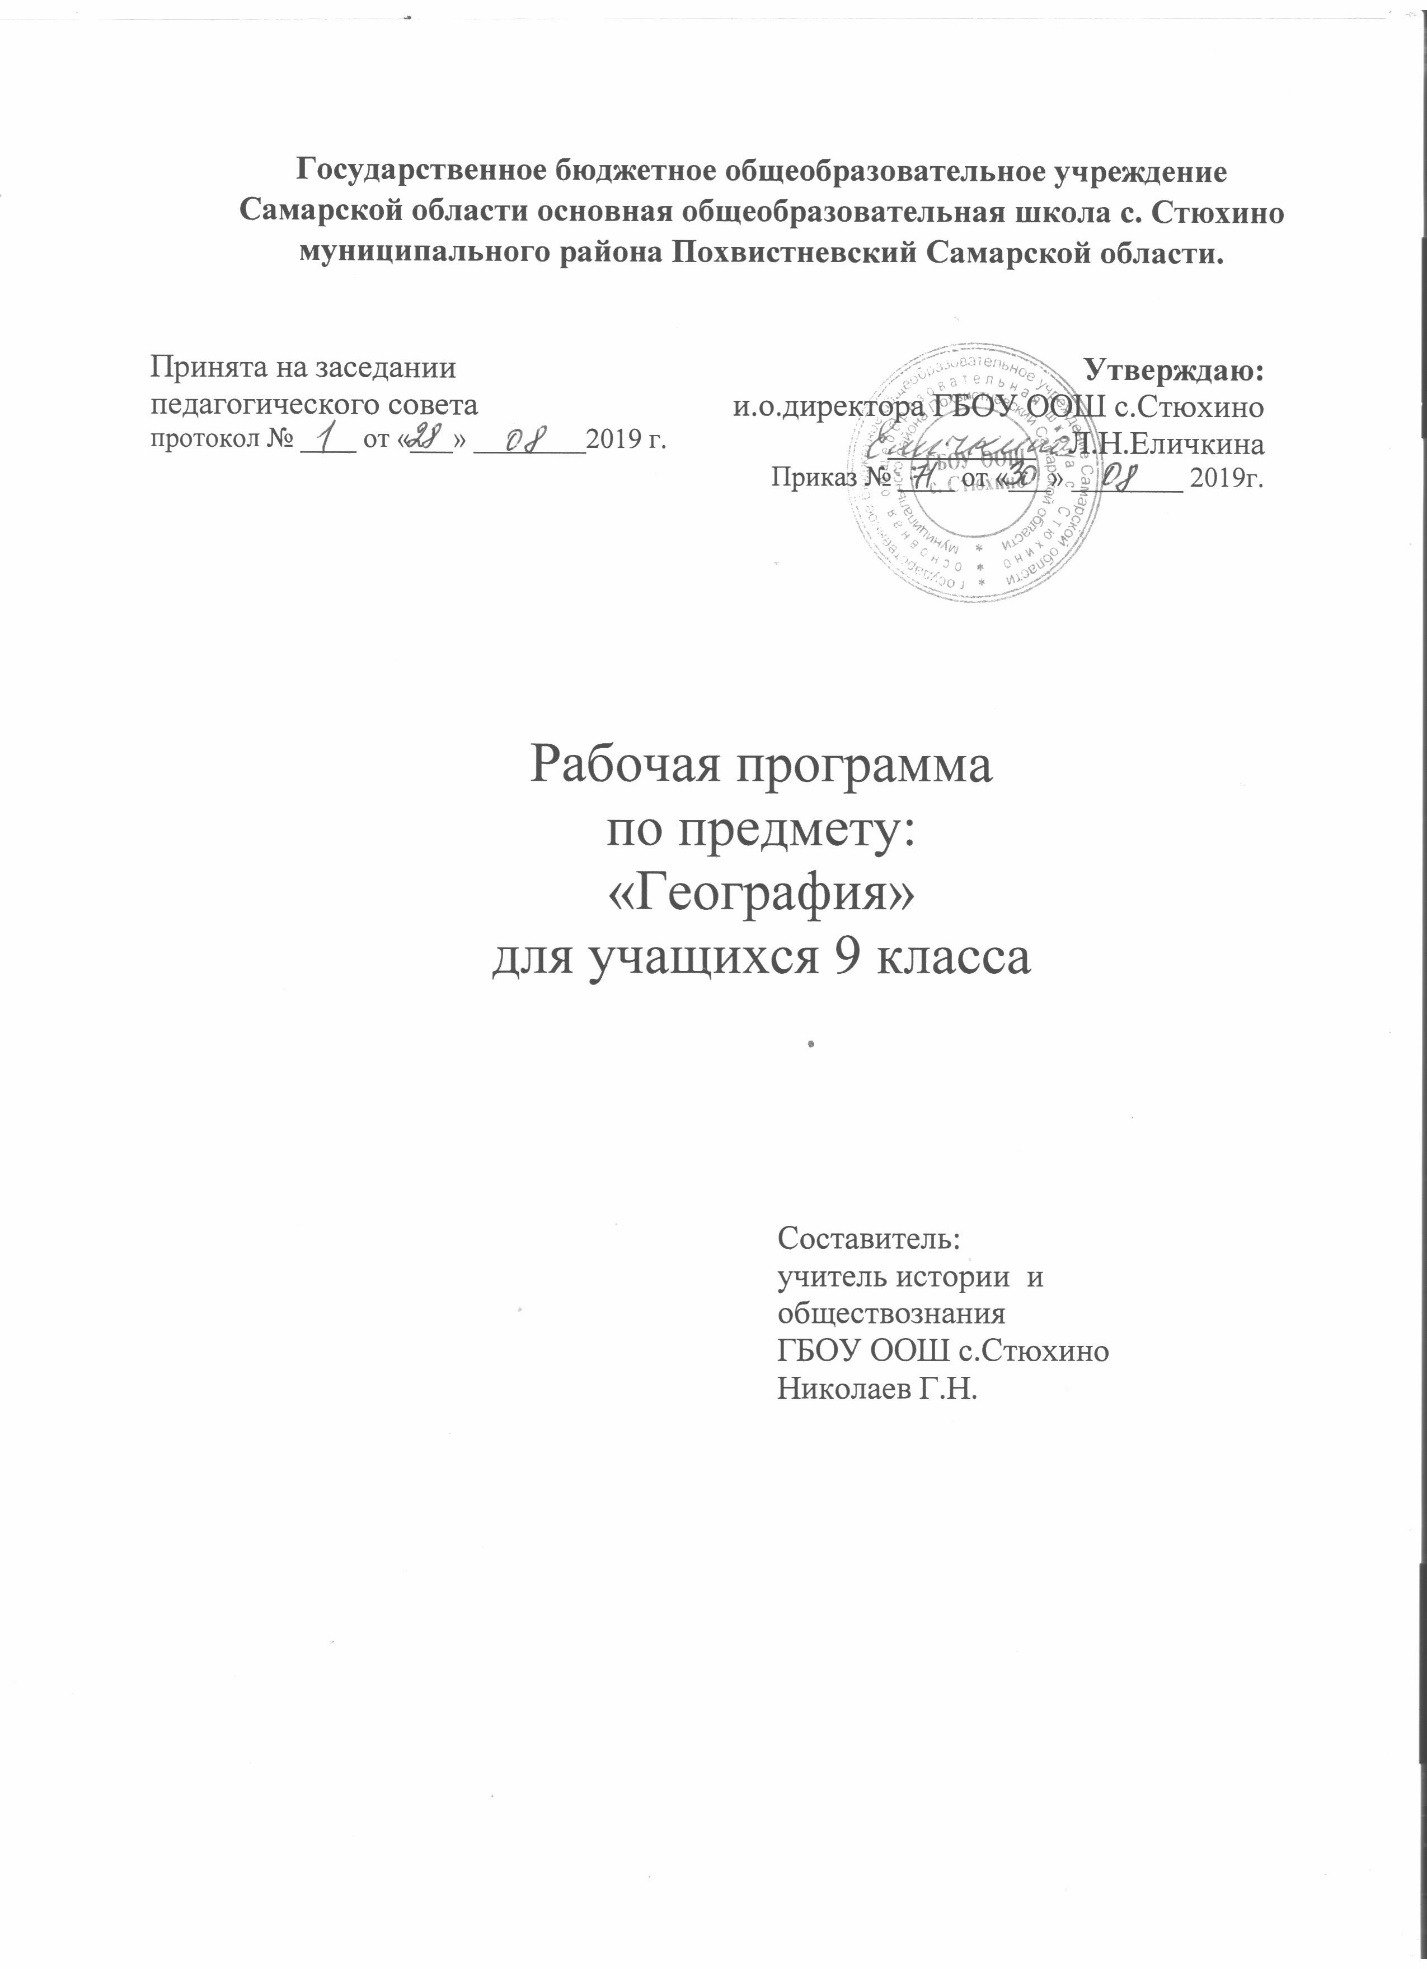 Государственное бюджетное общеобразовательное учреждение
Самарской области основная общеобразовательная школа с. Стюхино
муниципального района Похвистневский Самарской области.
Принята на заседании
педагогического совета
протокол № 1 от «28» 08 2019 г.
Утверждаю:
и.о.директора ГБОУ ООШ с.Стюхино
Л.Н.Еличкина
Приказ № 71 от «30» 08 2019г.
ГБОУ ООШ
с. Стюхино
Рабочая программа
по предмету:
«География»
для учащихся 9 класса
Составитель:
учитель истории и
обществознания
ГБОУ ООШ с.Стюхино
Николаев Г.Н.